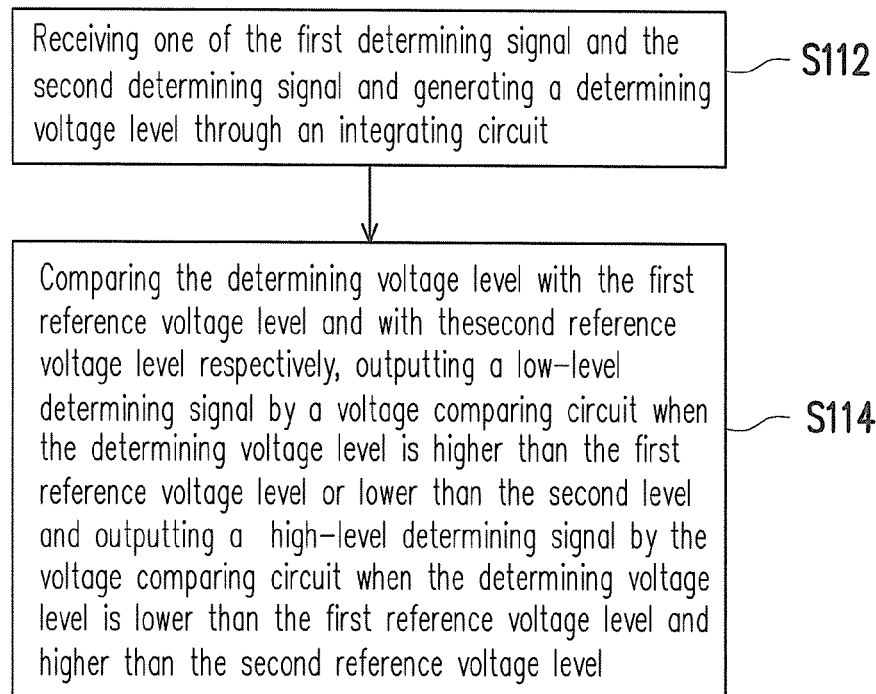 Receiving one of the first determining signal and the
second determining signal and generating a determining
voltage level through an integrating circuit
S112
Comparing the determining voltage level with the first
reference voltage level and with thesecond reference
voltage level respectively, outputting a low-level
determining signal by a voltage comparing circuit when
the determining voltage level is higher than the first
reference voltage level or lower than the second level
and outputting a high-level determining signal by the
voltage comparing circuit when the determining voltage
level is lower than the first reference voltage level and
higher than the second reference voltage level
S114